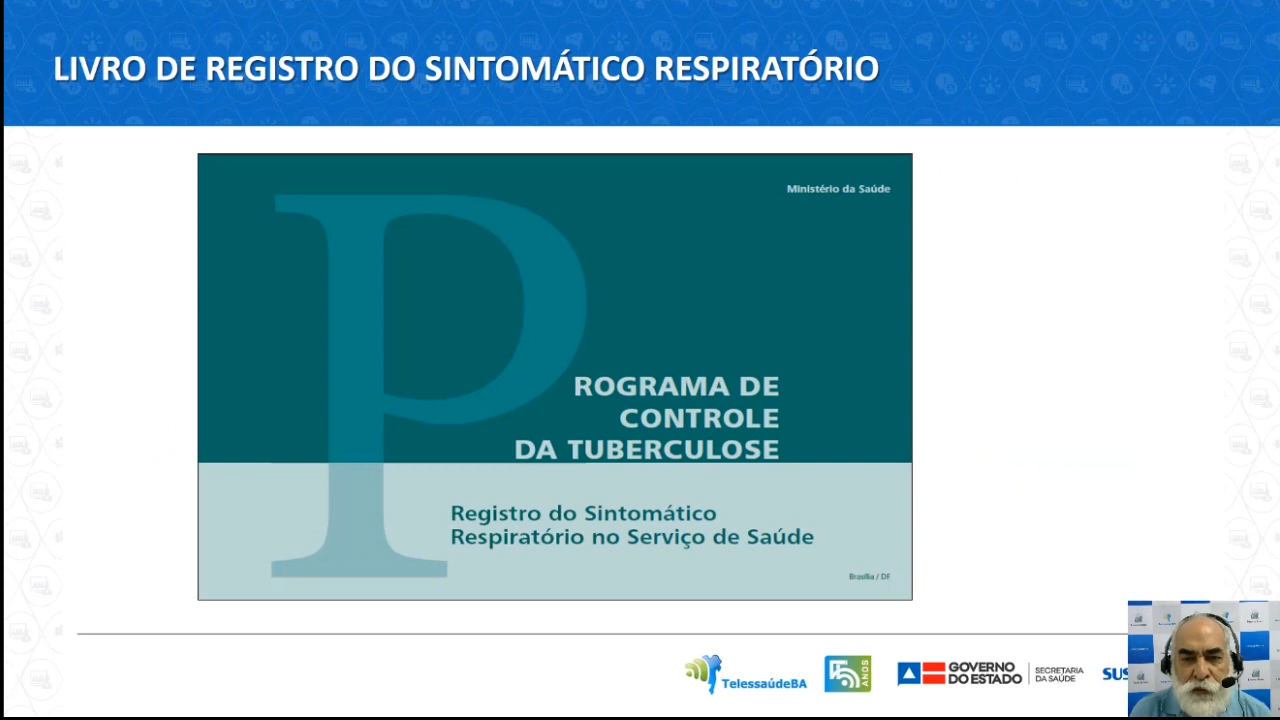 LIVRO DE REGISTRO DO SINTOMÁTICO RESPIRATÓRIO
Ministério da Saúde
PROGRAMA DE
CONTROLE
DA TUBERCULOSE
Registro do Sintomático
Respiratório no Serviço de Saúde
Brasília / DF
TelessaúdeBA
15 ANOS
GOVERNO
DO ESTADO
SECRETARIA
DA SAÚDE
SUS